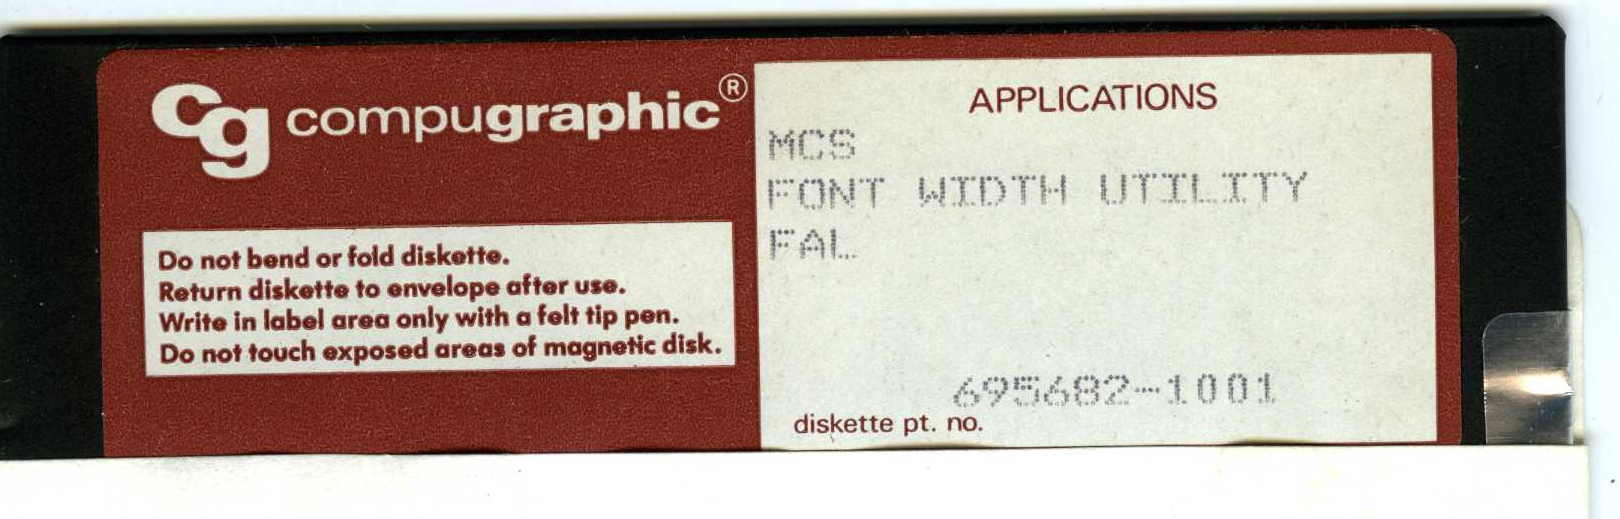 cg compugraphic®
Do not bend or fold diskette.
Return diskette to envelope after use.
Write in label area only with a felt tip pen.
Do not touch exposed areas of magnetic disk.
APPLICATIONS
MCS
FONT WIDTH UTILITY
FAL
695682-1001
diskette pt. no.